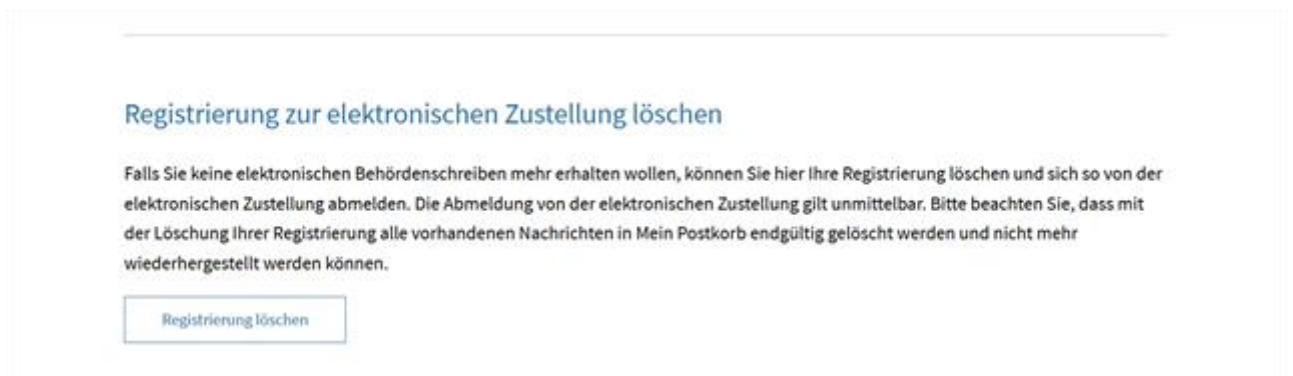 Registrierung zur elektronischen Zustellung löschen
Falls Sie keine elektronischen Behördenschreiben mehr erhalten wollen, können Sie hier Ihre Registrierung löschen und sich so von der
elektronischen Zustellung abmelden. Die Abmeldung von der elektronischen Zustellung gilt unmittelbar. Bitte beachten Sie, dass mit
der Löschung Ihrer Registrierung alle vorhandenen Nachrichten in Mein Postkorb endgültig gelöscht werden und nicht mehr
wiederhergestellt werden können.
Registrierung löschen